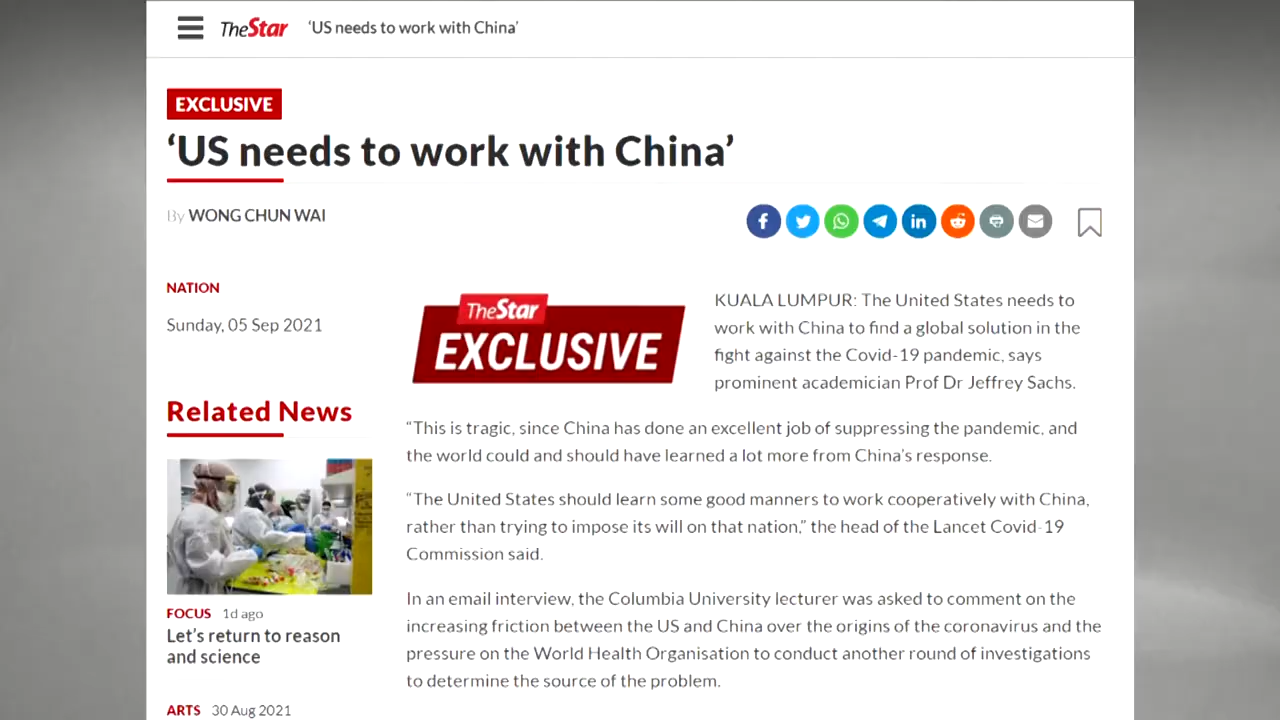 TheStar ‘US needs to work with China’
EXCLUSIVE
‘US needs to work with China’
By WONG CHUN WAI
NATION
Sunday, 05 Sep 2021
TheStar
EXCLUSIVE
KUALA LUMPUR: The United States needs to
work with China to find a global solution in the
fight against the Covid-19 pandemic, says
prominent academician Prof Dr Jeffrey Sachs.
“This is tragic, since China has done an excellent job of suppressing the pandemic, and
the world could and should have learned a lot more from China’s response.
“The United States should learn some good manners to work cooperatively with China,
rather than trying to impose its will on that nation,” the head of the Lancet Covid-19
Commission said.
In an email interview, the Columbia University lecturer was asked to comment on the
increasing friction between the US and China over the origins of the coronavirus and the
pressure on the World Health Organisation to conduct another round of investigations
to determine the source of the problem.
Related News
FOCUS 1d ago
Let’s return to reason
and science
ARTS 30 Aug 2021